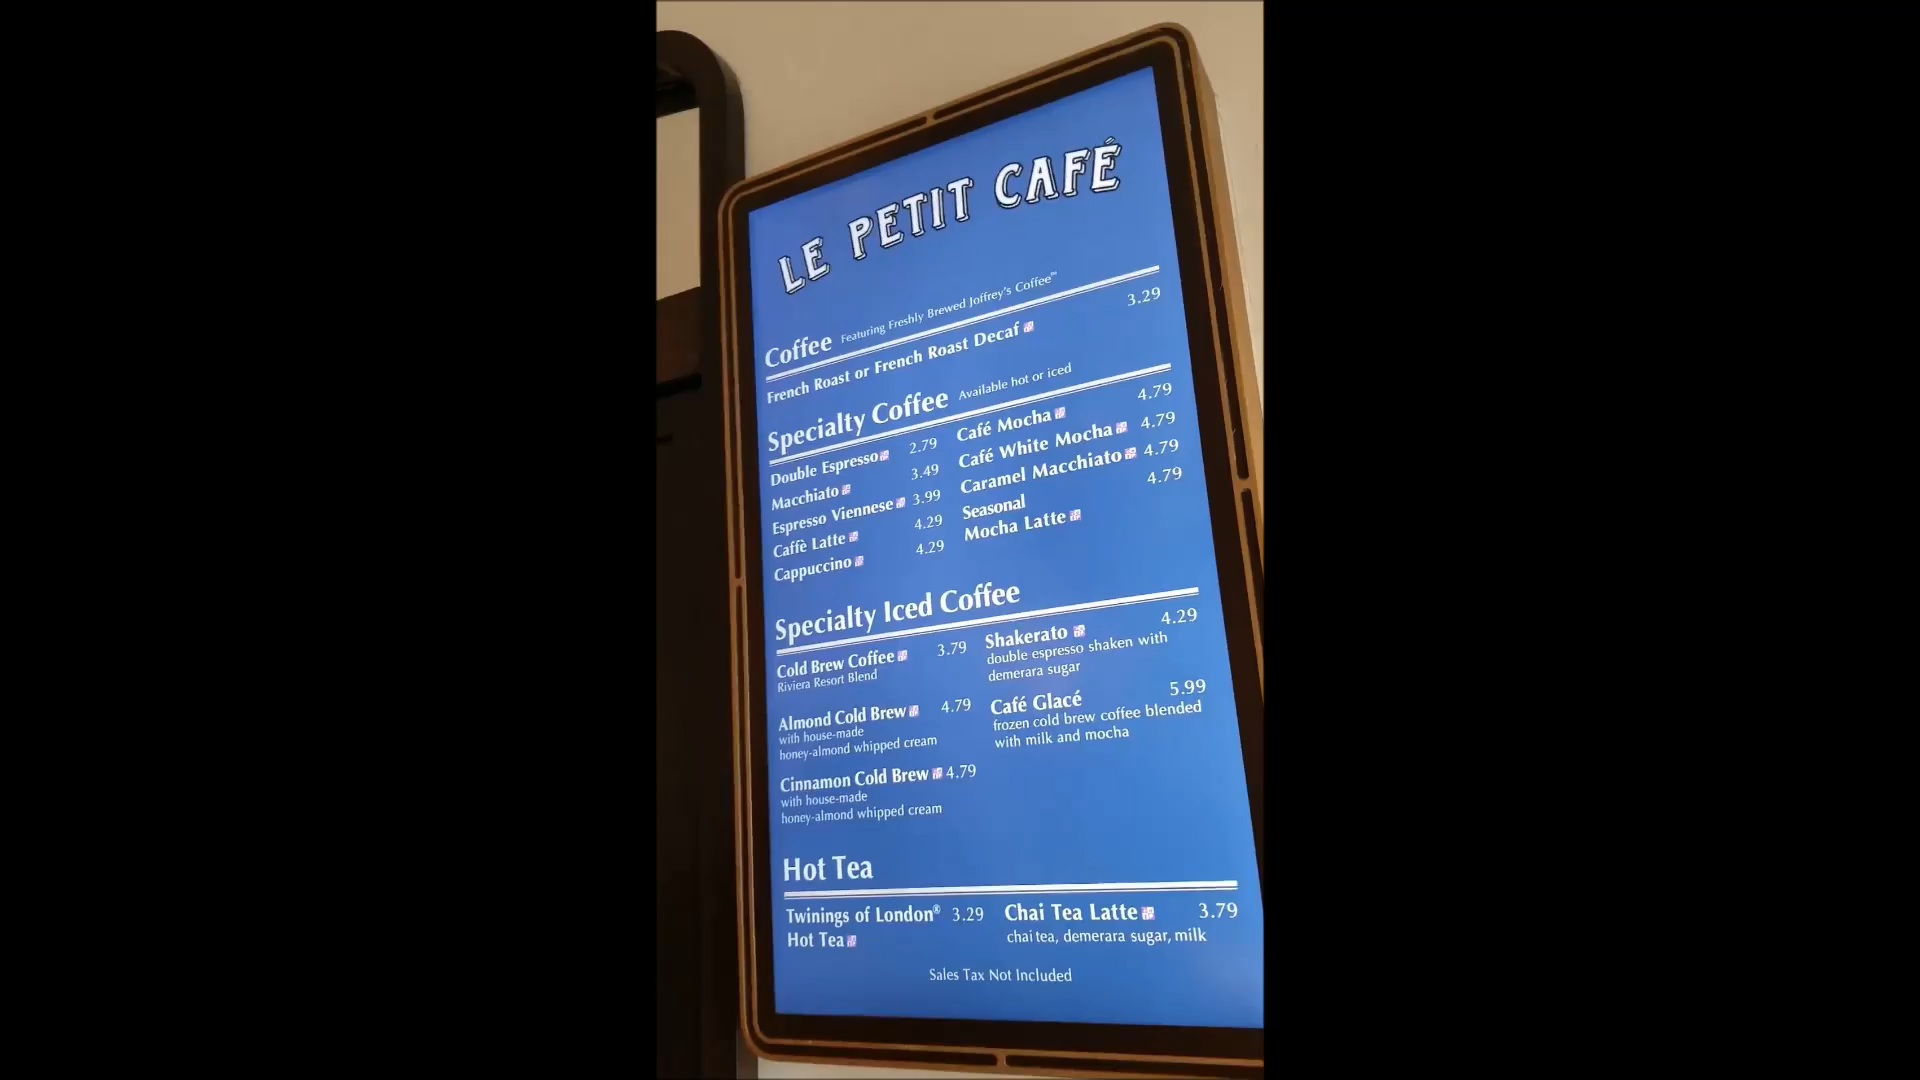 LE PETIT CAFÉ
Coffee Featuring Freshly Brewed Joffrey's Coffee™
French Roast or French Roast Decaf 3.29
Specialty Coffee Available hot or iced
Double Espresso 2.79
Macchiato 3.49
Espresso Viennese 3.99
Caffè Latte 4.29
Cappuccino 4.29
Café Mocha 4.79
Café White Mocha 4.79
Caramel Macchiato 4.79
Seasonal 4.79
Mocha Latte
Specialty Iced Coffee
Cold Brew Coffee 3.79
Riviera Resort Blend
Almond Cold Brew 4.79
with house-made
honey-almond whipped cream
Cinnamon Cold Brew 4.79
with house-made
honey-almond whipped cream
Shakerato 4.29
double espresso shaken with
demerara sugar
Café Glacé 5.99
frozen cold brew coffee blended
with milk and mocha
Hot Tea
Twinings of London® 3.29
Hot Tea
Chai Tea Latte 3.79
chai tea, demerara sugar, milk
Sales Tax Not Included